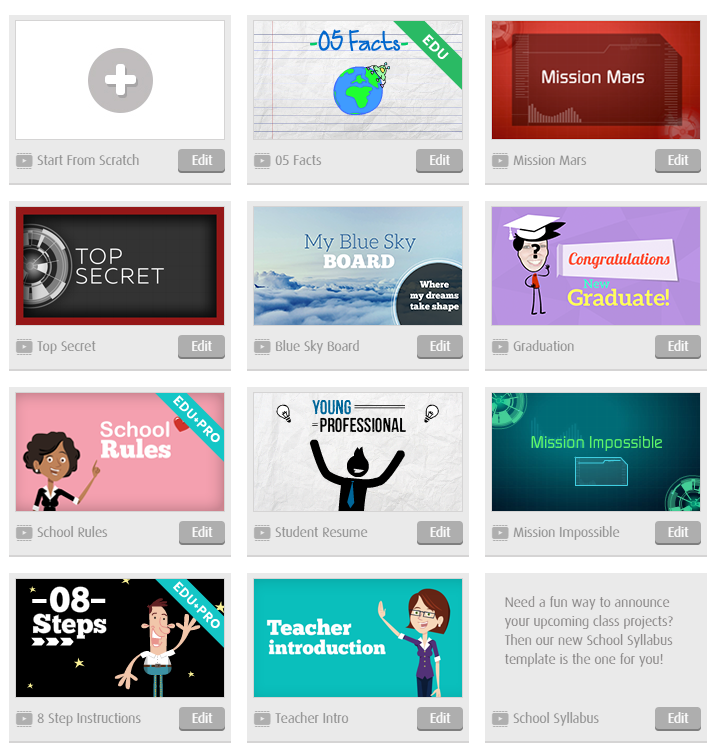 -05 Facts-
EDU
Mission Mars
Start From Scratch
Edit
05 Facts
Edit
Mission Mars
Edit
TOP
SECRET
My Blue Sky
BOARD
Where
my dreams
take shape
?
Congratulations
New
Graduate!
Top Secret
Edit
Blue Sky Board
Edit
Graduation
Edit
School
Rules
EDU+PRO
YOUNG
=PROFESSIONAL
Mission Impossible
School Rules
Edit
Student Resume
Edit
Mission Impossible
Edit
-08-
Steps
EDU+PRO
Teacher
introduction
Need a fun way to announce
your upcoming class projects?
Then our new School Syllabus
template is the one for you!
8 Step Instructions
Edit
Teacher Intro
Edit
School Syllabus
Edit